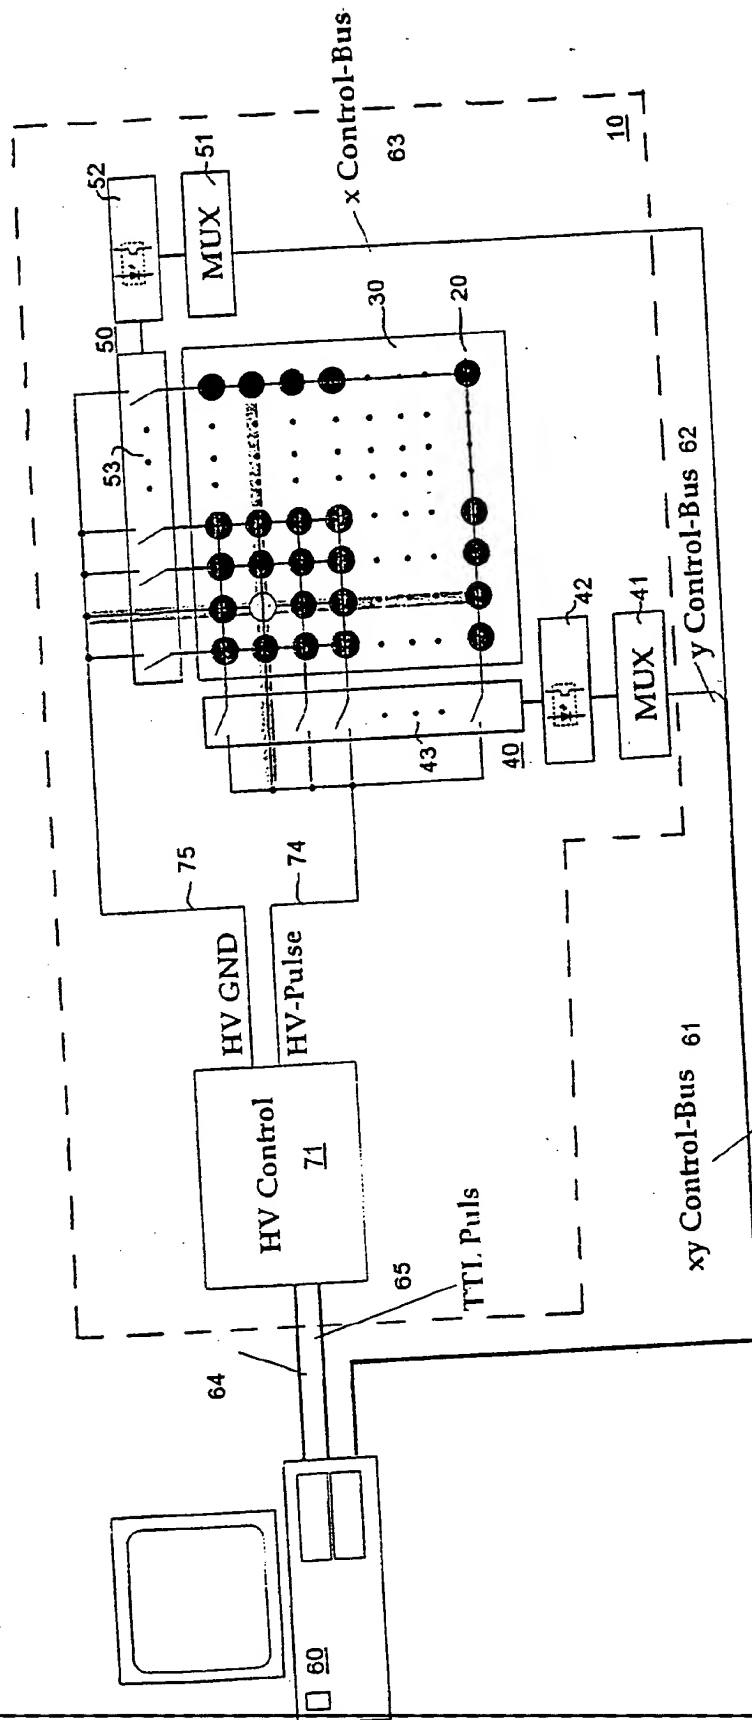 52
51
MUX
x Control-Bus
63
10
50
53
30
20
75
74
HV GND
HV-Pulse
43
40
42
41
MUX
y Control-Bus 62
HV Control
71
64
65
TTL Puls
xy Control-Bus 61
60